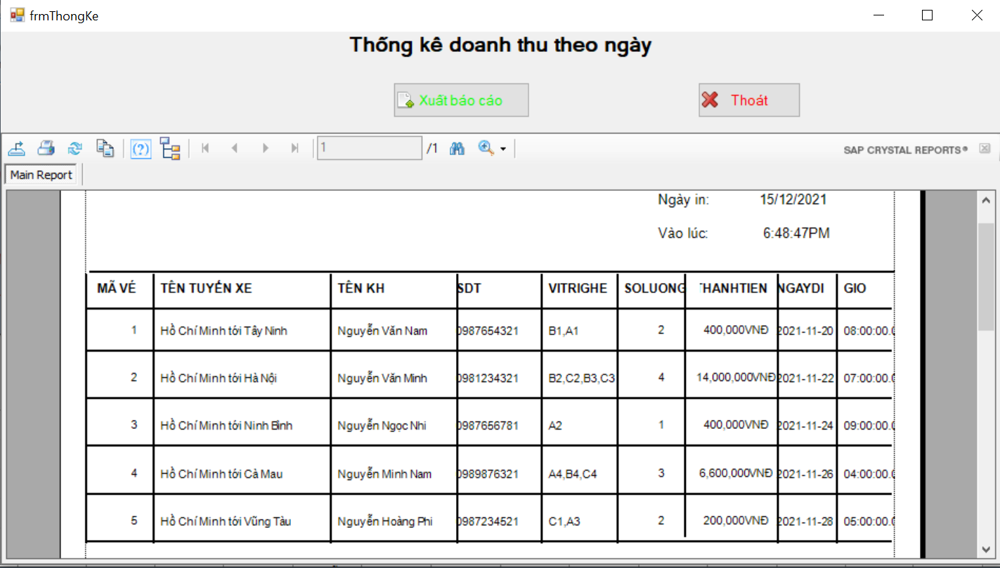 frmThongKe
Thống kê doanh thu theo ngày
Xuất báo cáo Thoát
1 /1 SAP CRYSTAL REPORTS®
Main Report
Ngày in: 15/12/2021
Vào lúc: 6:48:47PM
MÃ VÉ TÊN TUYẾN XE TÊN KH SDT VITRIGHE SOLUONG THANHTIEN NGAYDI GIO
1 Hồ Chí Minh tới Tây Ninh Nguyễn Văn Nam 0987654321 B1,A1 2 400,000VNĐ 2021-11-20 08:00:00.0
2 Hồ Chí Minh tới Hà Nội Nguyễn Văn Minh 0981234321 B2,C2,B3,C3 4 14,000,000VNĐ 2021-11-22 07:00:00.0
3 Hồ Chí Minh tới Ninh Bình Nguyễn Ngọc Nhi 0987656781 A2 1 400,000VNĐ 2021-11-24 09:00:00.0
4 Hồ Chí Minh tới Cà Mau Nguyễn Minh Nam 0989876321 A4,B4,C4 3 6,600,000VNĐ 2021-11-26 04:00:00.0
5 Hồ Chí Minh tới Vũng Tàu Nguyễn Hoàng Phi 0987234521 C1,A3 2 200,000VNĐ 2021-11-28 05:00:00.0